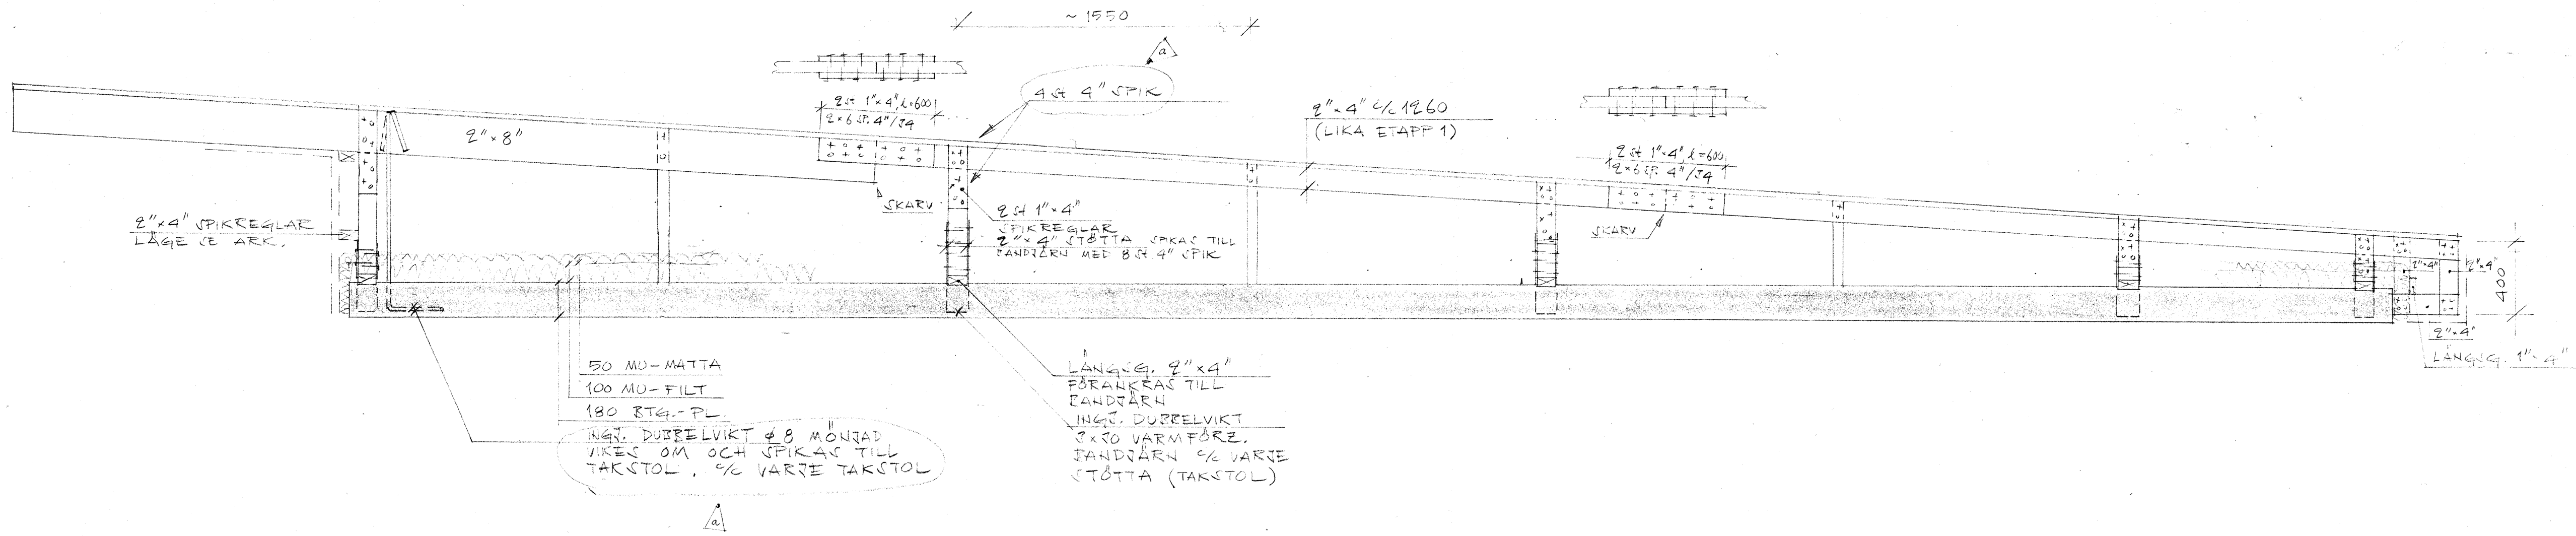 ~1550
a
4 st 4" SPIK
2 st 1"×4", l=600
2×6 SP. 4"/34
2"×4" c/c 1260
(LIKA ETAPP 1)
2"×8"
2 st 1"×4", l=600
2×6 SP. 4"/34
SKARV
2"×4" SPIKREGLAR
LÄGE SE ARK.
2 st 1"×4"
SPIKREGLAR
2"×4" STÖTTA SPIKAS TILL
BANDJÄRN MED 8 st 4" SPIK
SKARV
1"×4"
2"×4"
400
2"×4"
LÄNGSG. 1"×4"
50 MU-MATTA
100 MU-FILT
180 BTG.-PL.
INGJ. DUBBELVIKT ø8 MÖNJAD
VIKES OM OCH SPIKAS TILL
TAKSTOL, c/c VARJE TAKSTOL
LÄNGSG. 2"×4"
FÖRANKRAS TILL
BANDJÄRN
INGJ. DUBBELVIKT
3×30 VARMFÖRZ.
BANDJÄRN c/c VARJE
STÖTTA (TAKSTOL)
a